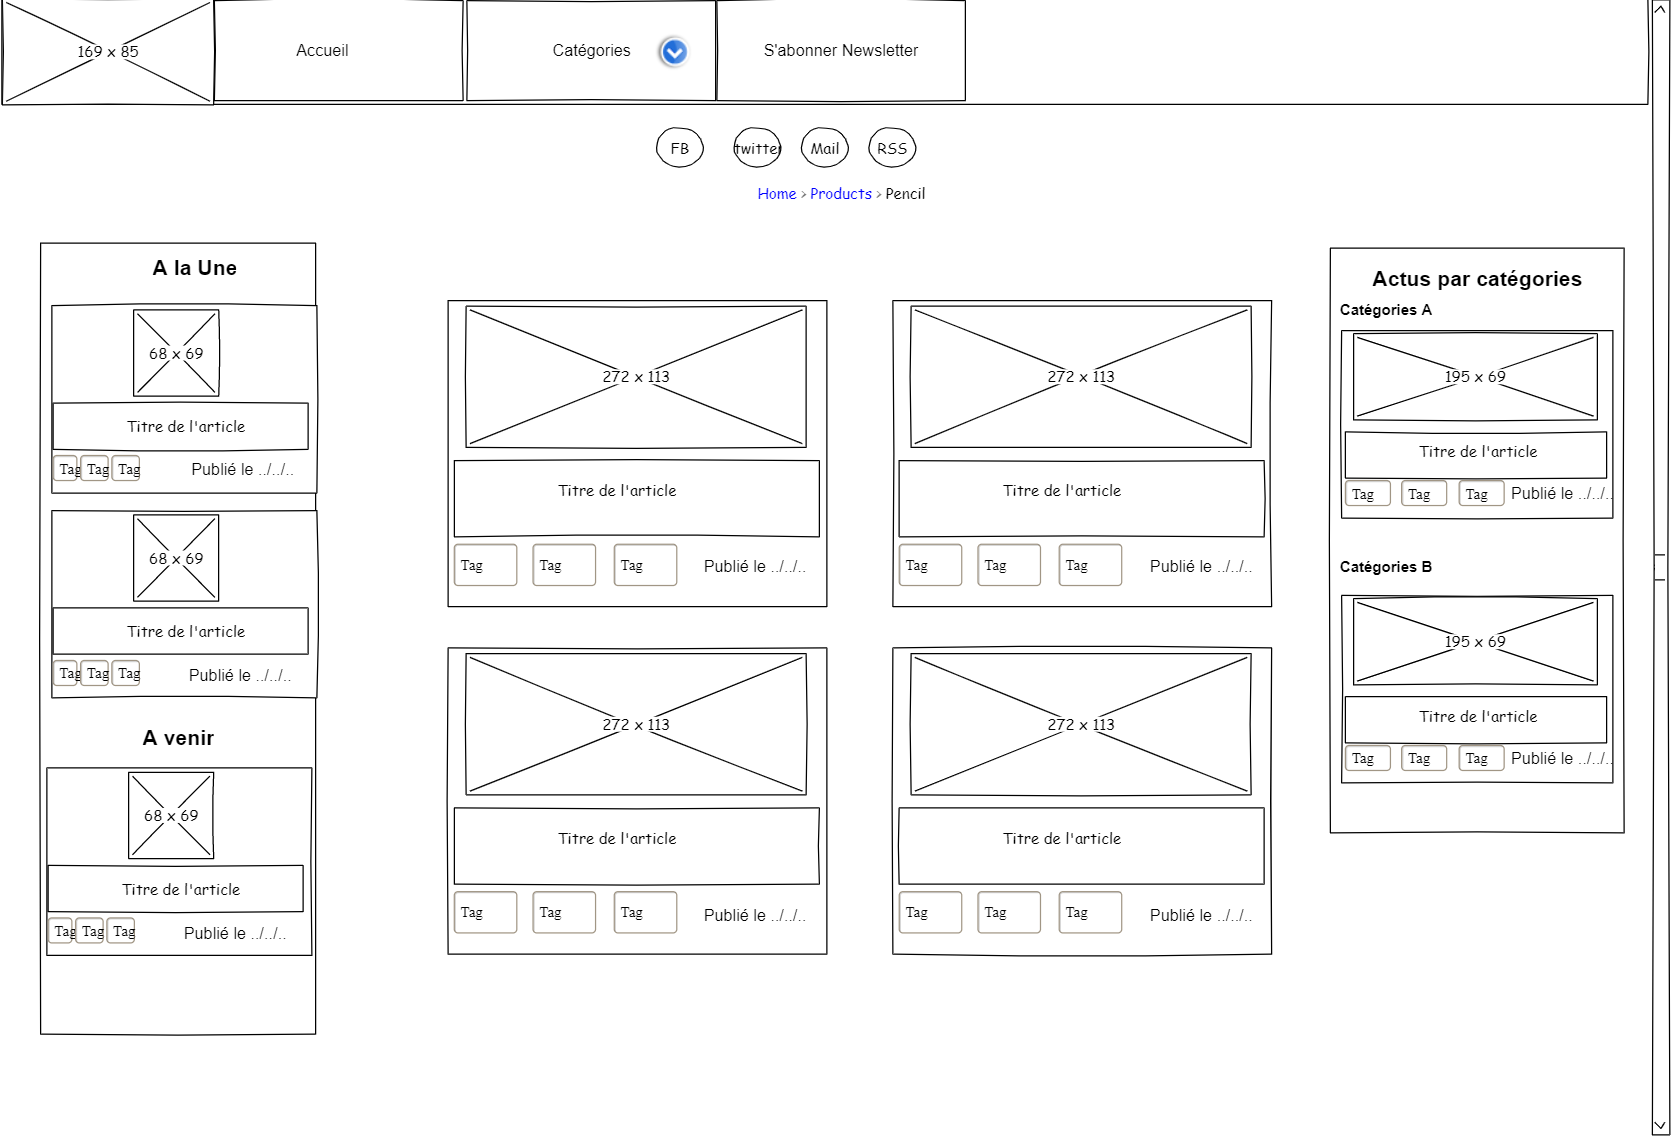 169 x 85
Accueil
Catégories
S'abonner Newsletter
FB
twitter
Mail
RSS
Home > Products > Pencil
A la Une
68 x 69
Titre de l'article
Tag Tag Tag Publié le ../../..
68 x 69
Titre de l'article
Tag Tag Tag Publié le ../../..
A venir
68 x 69
Titre de l'article
Tag Tag Tag Publié le ../../..
272 x 113
Titre de l'article
Tag Tag Tag Publié le ../../..
272 x 113
Titre de l'article
Tag Tag Tag Publié le ../../..
272 x 113
Titre de l'article
Tag Tag Tag Publié le ../../..
272 x 113
Titre de l'article
Tag Tag Tag Publié le ../../..
Actus par catégories
Catégories A
195 x 69
Titre de l'article
Tag Tag Tag Publié le ../../..
Catégories B
195 x 69
Titre de l'article
Tag Tag Tag Publié le ../../..